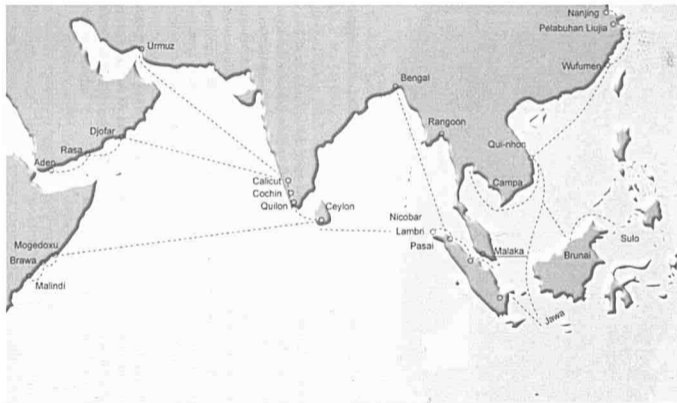 Nanjing
Pelabuhan Liujia
Urmuz
Wufumen
Bengal
Rangoon
Djofar
Rasa
Aden
Qui-nhon
Calicut
Cochin
Quilon
Campa
Ceylon
Nicobar
Lambri
Pasai
Mogedoxu
Brawa
Malindi
Malaka
Brunai
Sulo
Jawa